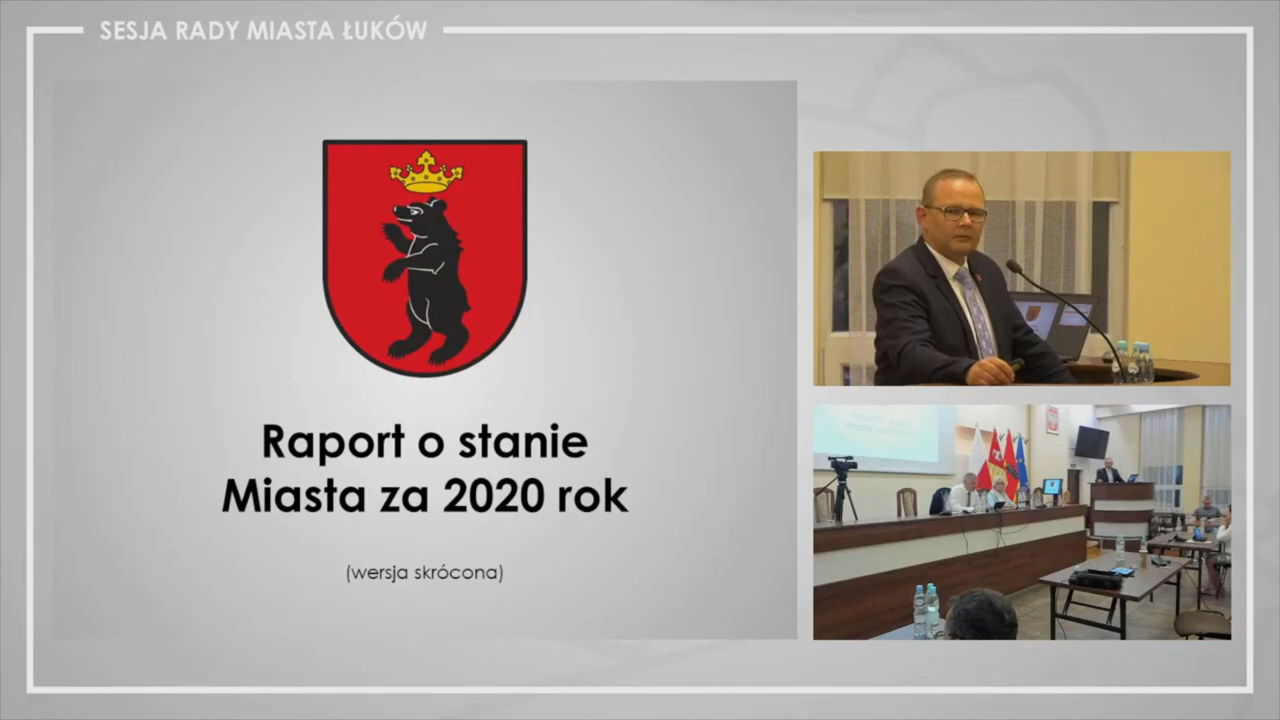 SESJA RADY MIASTA ŁUKÓW
Raport o stanie
Miasta za 2020 rok
(wersja skrócona)